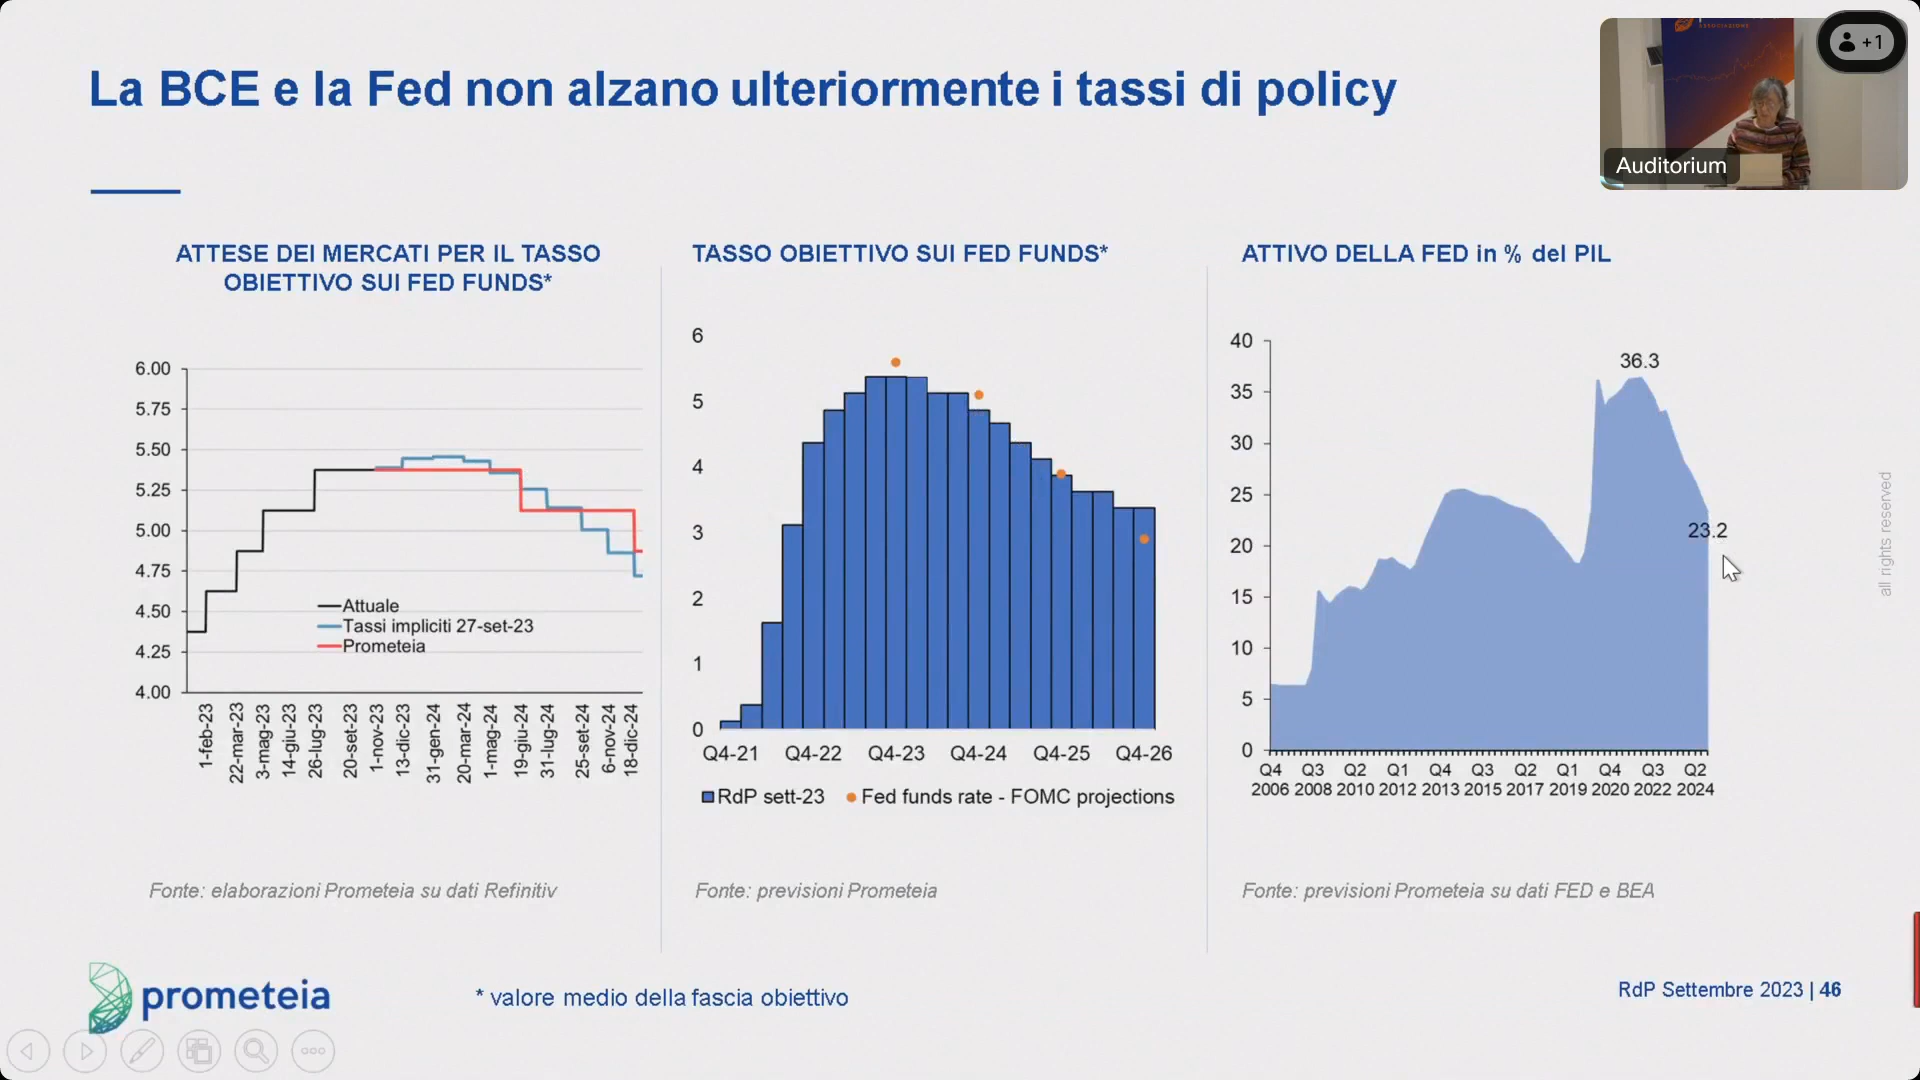 La BCE e la Fed non alzano ulteriormente i tassi di policy
+1
Auditorium
ATTESE DEI MERCATI PER IL TASSO
OBIETTIVO SUI FED FUNDS*
6.00
5.75
5.50
5.25
5.00
4.75
4.50
4.25
4.00
Attuale
Tassi impliciti 27-set-23
Prometeia
1-feb-23
22-mar-23
3-mag-23
14-giu-23
26-lug-23
20-set-23
1-nov-23
13-dic-23
31-gen-24
20-mar-24
1-mag-24
19-giu-24
31-lug-24
25-set-24
6-nov-24
18-dic-24
Fonte: elaborazioni Prometeia su dati Refinitiv
TASSO OBIETTIVO SUI FED FUNDS*
6
5
4
3
2
1
0
Q4-21 Q4-22 Q4-23 Q4-24 Q4-25 Q4-26
RdP sett-23 Fed funds rate - FOMC projections
Fonte: previsioni Prometeia
ATTIVO DELLA FED in % del PIL
40
35
30
25
20
15
10
5
0
36.3
23.2
Q4 Q3 Q2 Q1 Q4 Q3 Q2 Q1 Q4 Q3 Q2
2006 2008 2010 2012 2013 2015 2017 2019 2020 2022 2024
Fonte: previsioni Prometeia su dati FED e BEA
all rights reserved
prometeia
* valore medio della fascia obiettivo
RdP Settembre 2023 | 46